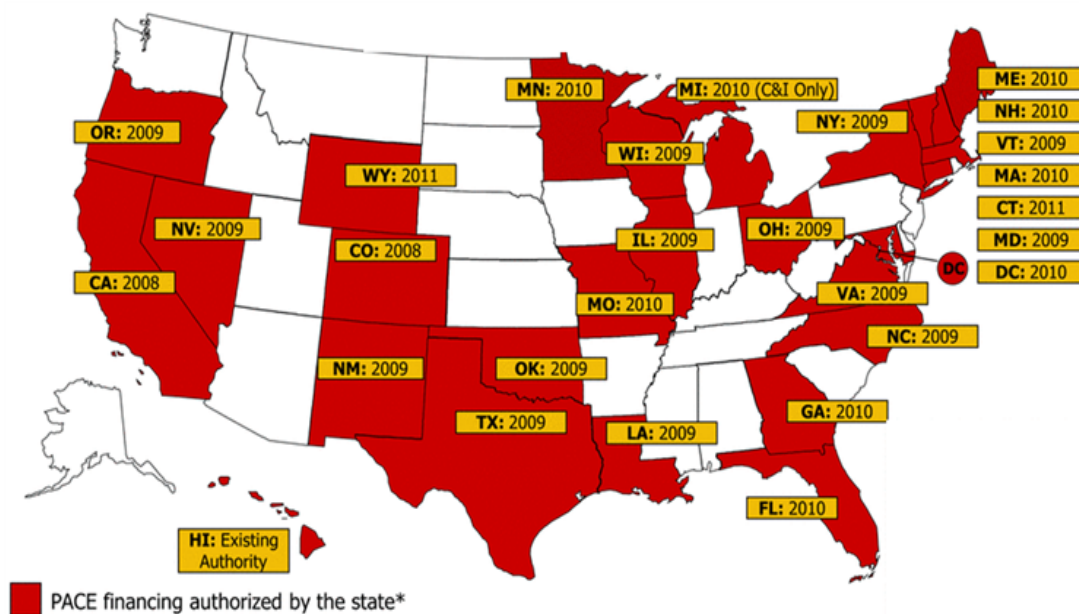 MN: 2010
MI: 2010 (C&I Only)
ME: 2010
NH: 2010
OR: 2009
NY: 2009
VT: 2009
WI: 2009
WY: 2011
MA: 2010
CT: 2011
NV: 2009
OH: 2009
IL: 2009
MD: 2009
CO: 2008
DC
DC: 2010
CA: 2008
VA: 2009
MO: 2010
NC: 2009
NM: 2009
OK: 2009
GA: 2010
TX: 2009
LA: 2009
FL: 2010
HI: Existing
Authority
PACE financing authorized by the state*